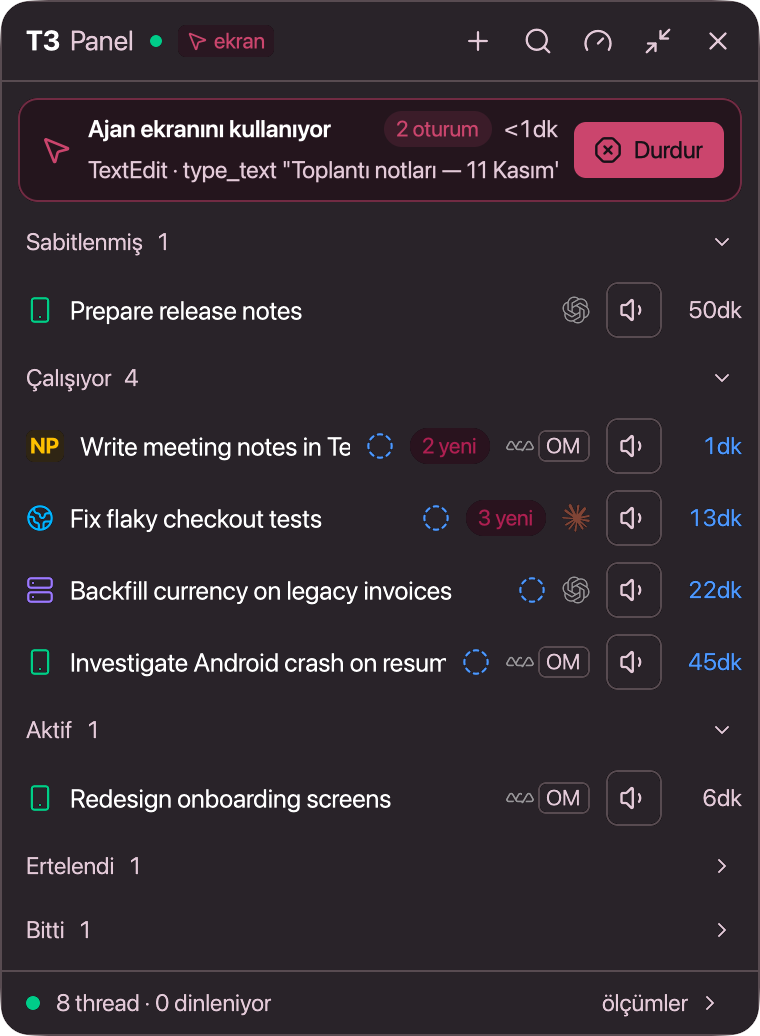 T3 Panel ekran
Ajan ekranını kullanıyor 2 oturum <1dk
TextEdit · type_text "Toplantı notları — 11 Kasım'
Durdur
Sabitlenmiş 1
Prepare release notes 50dk
Çalışıyor 4
NP Write meeting notes in Te 2 yeni OM 1dk
Fix flaky checkout tests 3 yeni 13dk
Backfill currency on legacy invoices 22dk
Investigate Android crash on resum OM 45dk
Aktif 1
Redesign onboarding screens OM 6dk
Ertelendi 1
Bitti 1
8 thread · 0 dinleniyor ölçümler